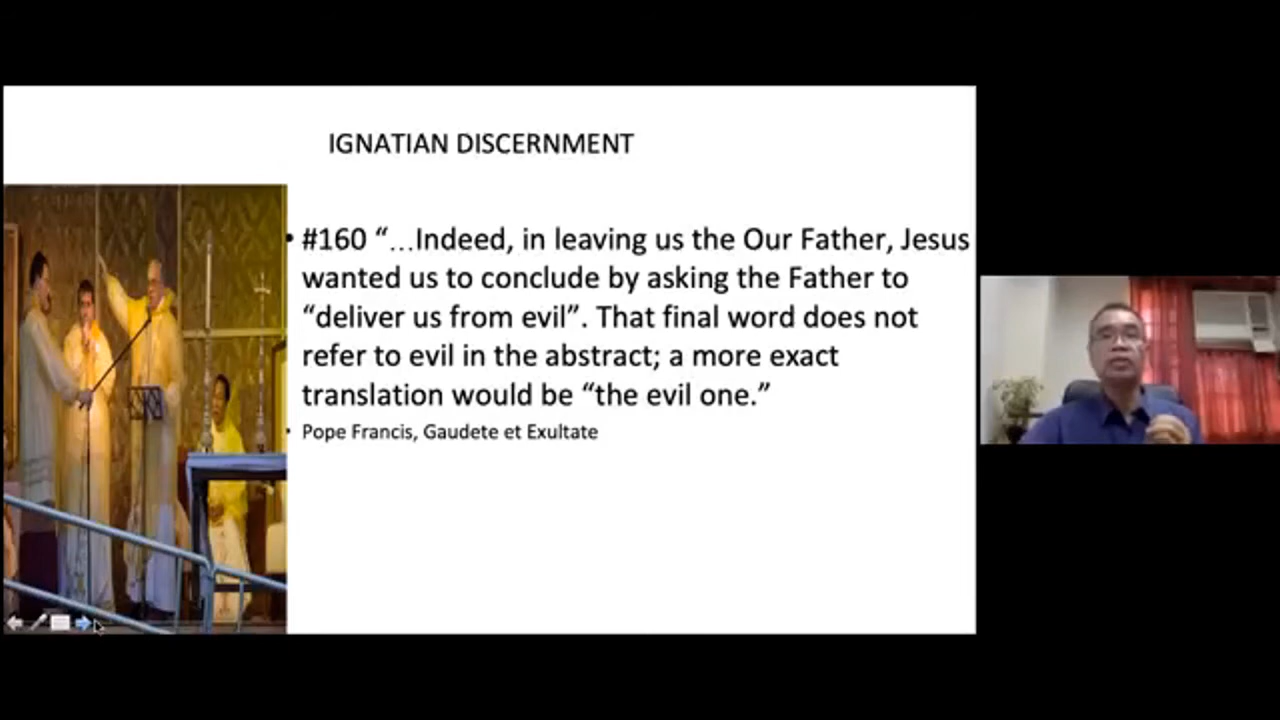 IGNATIAN DISCERNMENT
• #160 “…Indeed, in leaving us the Our Father, Jesus
wanted us to conclude by asking the Father to
“deliver us from evil”. That final word does not
refer to evil in the abstract; a more exact
translation would be “the evil one.”
• Pope Francis, Gaudete et Exultate